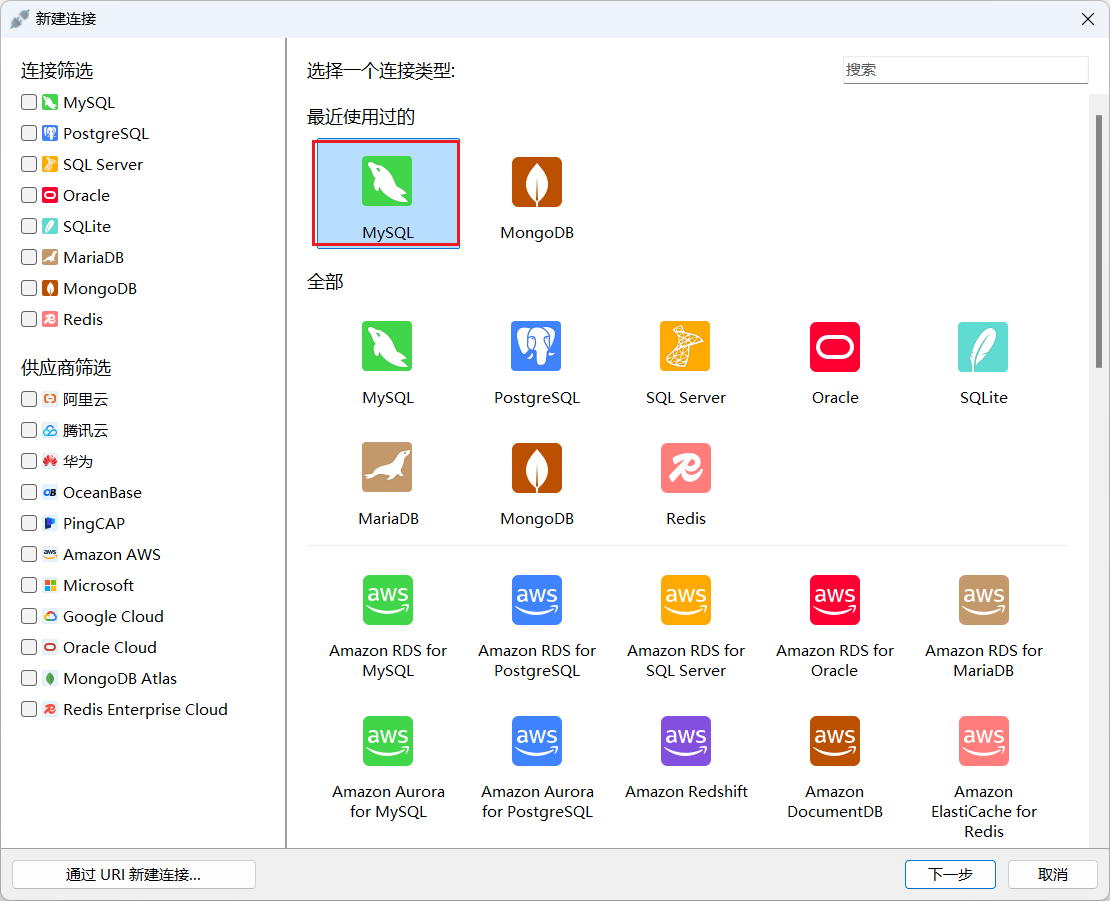 新建连接
连接筛选
MySQL
PostgreSQL
SQL Server
Oracle
SQLite
MariaDB
MongoDB
Redis
供应商筛选
阿里云
腾讯云
华为
OceanBase
PingCAP
Amazon AWS
Microsoft
Google Cloud
Oracle Cloud
MongoDB Atlas
Redis Enterprise Cloud
选择一个连接类型:
搜索
最近使用过的
MySQL
MongoDB
全部
MySQL
PostgreSQL
SQL Server
Oracle
SQLite
MariaDB
MongoDB
Redis
aws
Amazon RDS for
MySQL
aws
Amazon RDS for
PostgreSQL
aws
Amazon RDS for
SQL Server
aws
Amazon RDS for
Oracle
aws
Amazon RDS for
MariaDB
aws
Amazon Aurora
for MySQL
aws
Amazon Aurora
for PostgreSQL
aws
Amazon Redshift
aws
Amazon
DocumentDB
aws
Amazon
ElastiCache for
Redis
通过 URI 新建连接...
下一步
取消